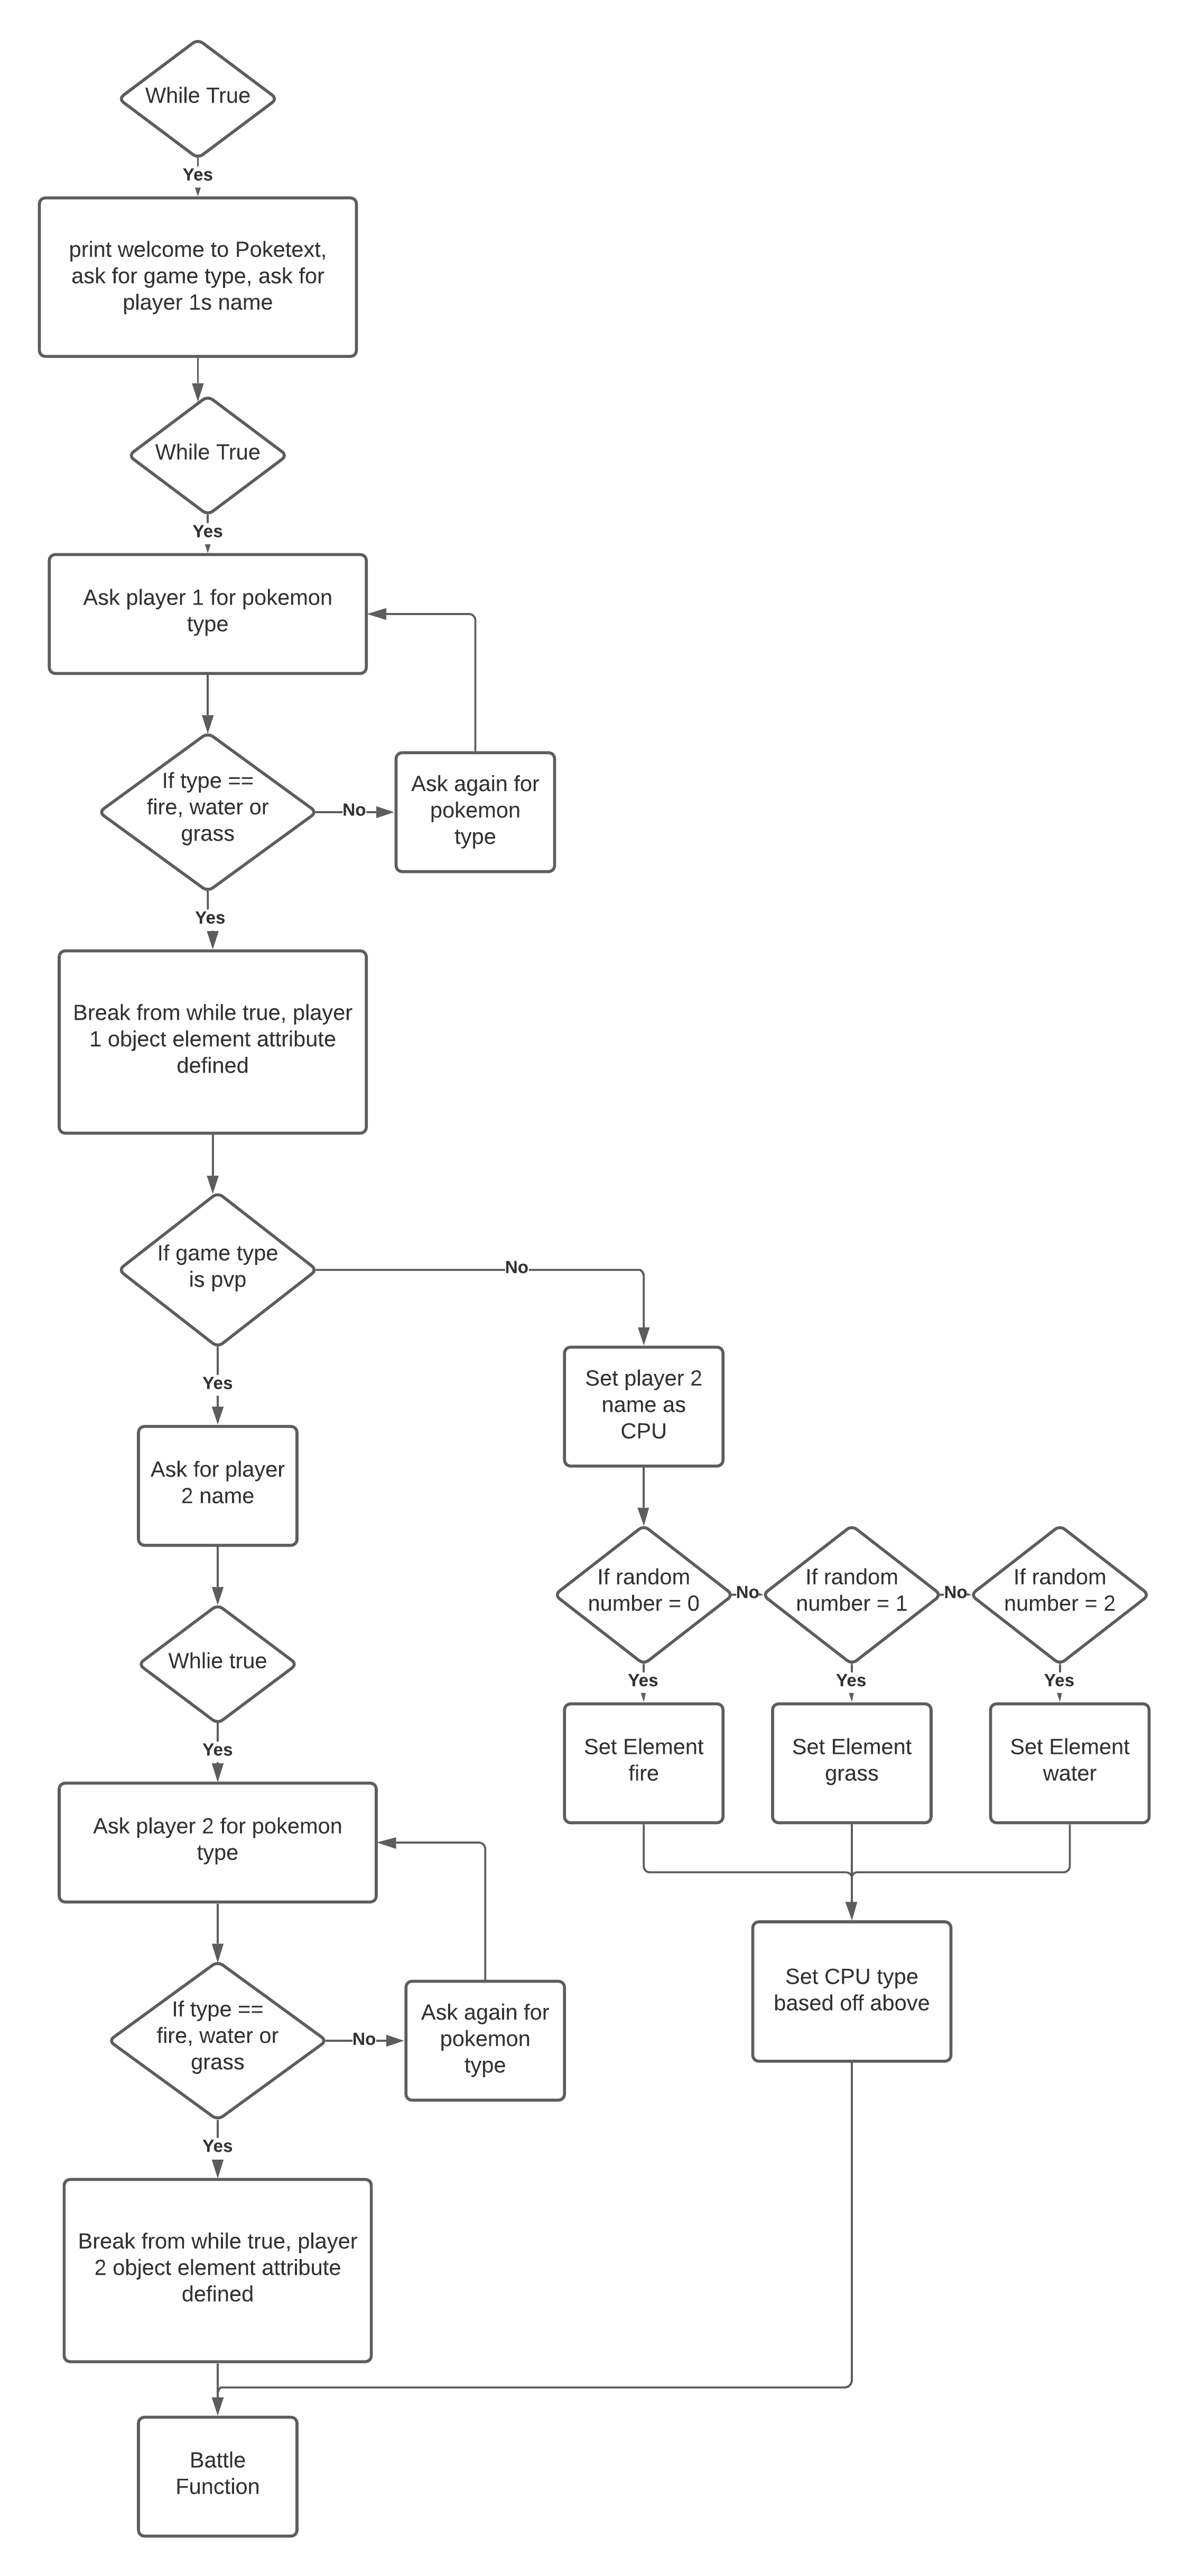 While True
Yes
print welcome to Poketext,
ask for game type, ask for
player 1s name
While True
Yes
Ask player 1 for pokemon
type
If type ==
fire, water or
grass
No
Ask again for
pokemon
type
Yes
Break from while true, player
1 object element attribute
defined
If game type
is pvp
No
Yes
Set player 2
name as
CPU
Ask for player
2 name
If random
number = 0
No
If random
number = 1
No
If random
number = 2
Whlie true
Yes
Yes
Yes
Set Element
fire
Set Element
grass
Set Element
water
Yes
Ask player 2 for pokemon
type
Set CPU type
based off above
If type ==
fire, water or
grass
No
Ask again for
pokemon
type
Yes
Break from while true, player
2 object element attribute
defined
Battle
Function